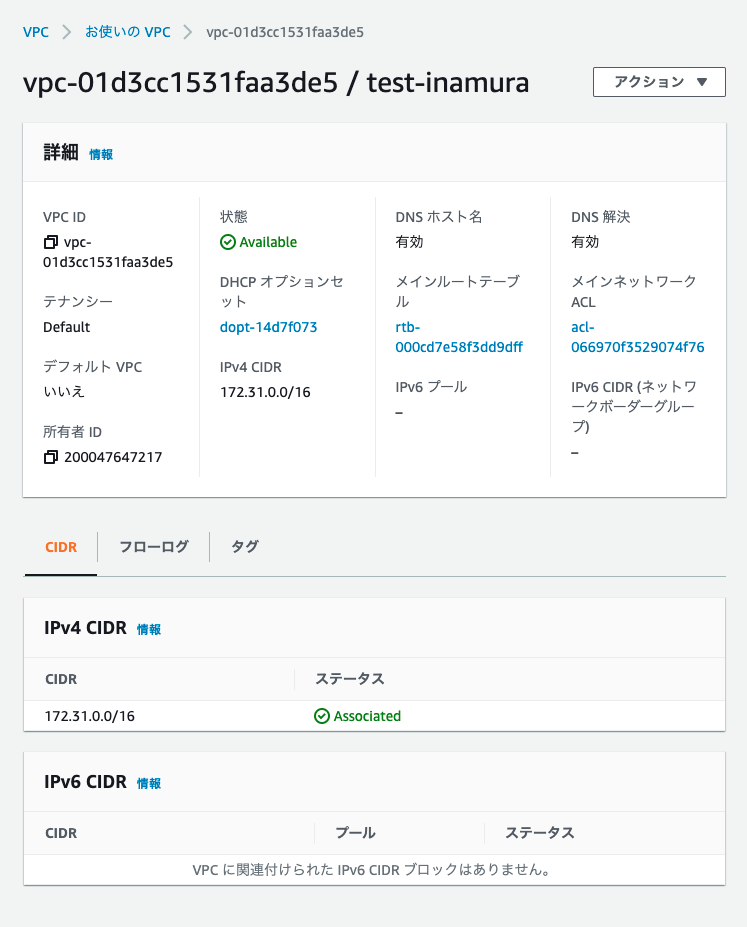 VPC > お使いの VPC > vpc-01d3cc1531faa3de5
vpc-01d3cc1531faa3de5 / test-inamura
アクション ▼
詳細 情報
VPC ID
vpc-
01d3cc1531faa3de5
テナンシー
Default
デフォルト VPC
いいえ
所有者 ID
200047647217
状態
Available
DHCP オプションセ
ット
dopt-14d7f073
IPv4 CIDR
172.31.0.0/16
DNS ホスト名
有効
メインルートテーブ
ル
rtb-
000cd7e58f3dd9dff
IPv6 プール
–
DNS 解決
有効
メインネットワーク
ACL
acl-
066970f3529074f76
IPv6 CIDR (ネットワ
ークボーダーグルー
プ)
–
CIDR フローログ タグ
IPv4 CIDR 情報
CIDR ステータス
172.31.0.0/16 Associated
IPv6 CIDR 情報
CIDR プール ステータス
VPC に関連付けられた IPv6 CIDR ブロックはありません。